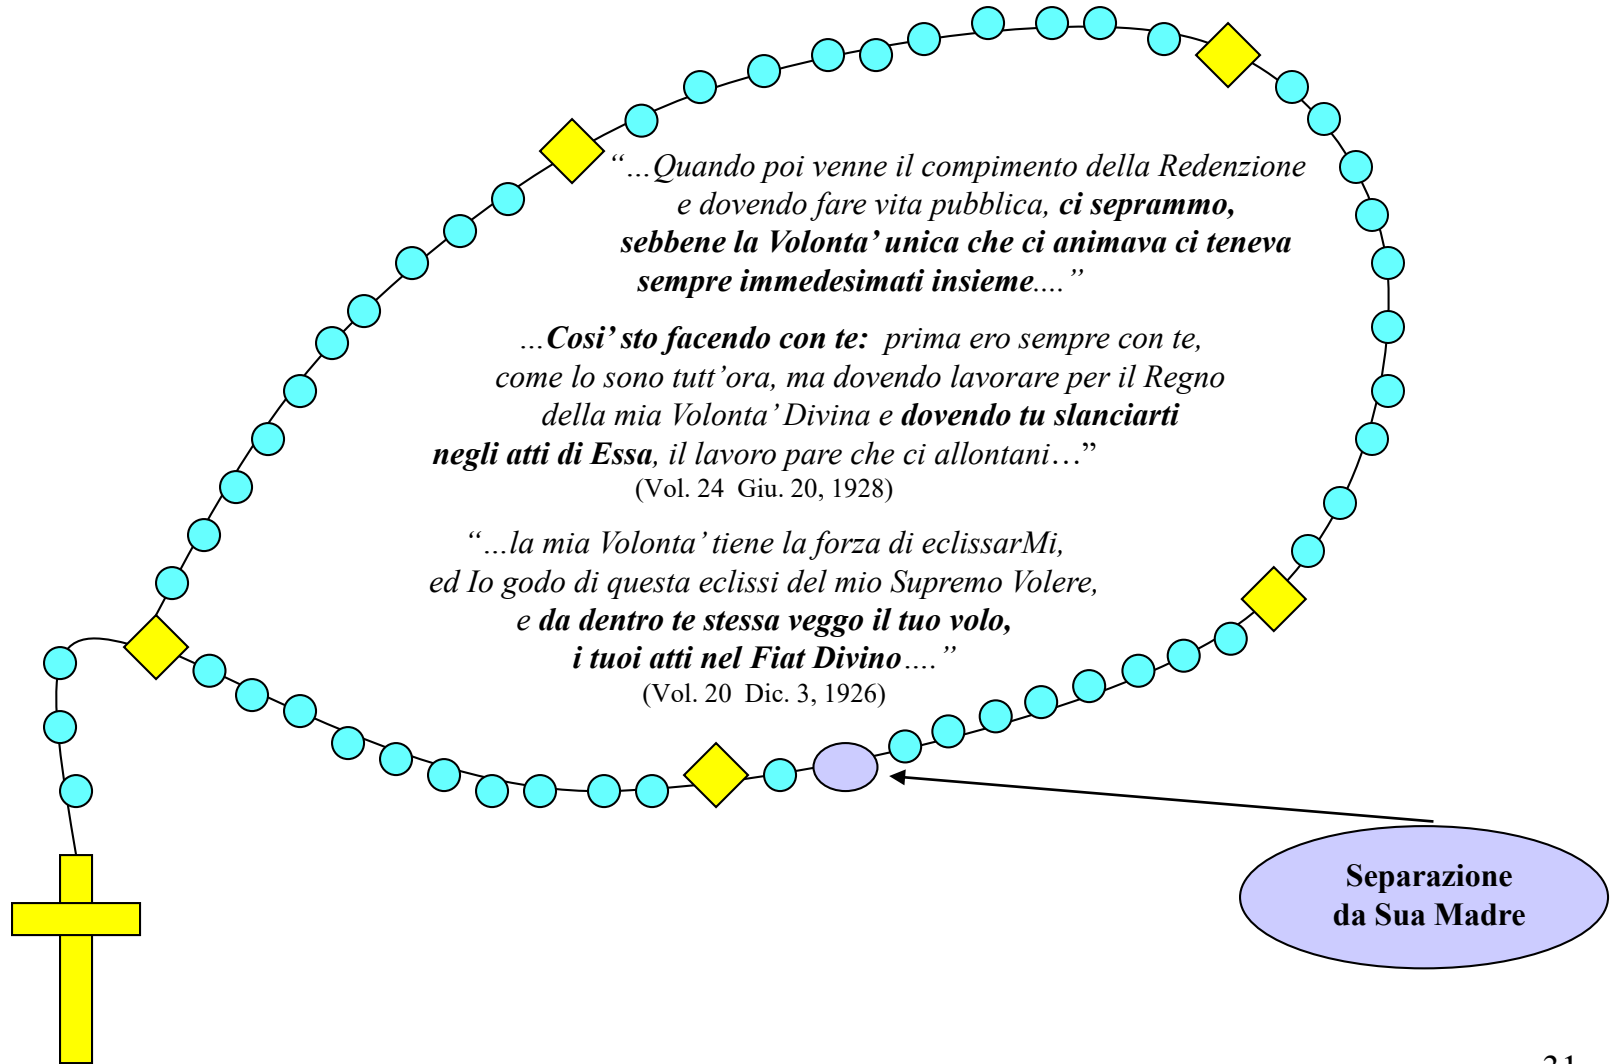 “...Quando poi venne il compimento della Redenzione
e dovendo fare vita pubblica, ci seprammo,
sebbene la Volonta’ unica che ci animava ci teneva
sempre immedesimati insieme....”
...Cosi’ sto facendo con te:  prima ero sempre con te,
come lo sono tutt’ora, ma dovendo lavorare per il Regno
della mia Volonta’ Divina e dovendo tu slanciarti
negli atti di Essa, il lavoro pare che ci allontani…”
(Vol. 24  Giu. 20, 1928)
“...la mia Volonta’ tiene la forza di eclissarMi,
ed Io godo di questa eclissi del mio Supremo Volere,
e da dentro te stessa veggo il tuo volo,
i tuoi atti nel Fiat Divino....”
(Vol. 20  Dic. 3, 1926)
Separazione
da Sua Madre
31